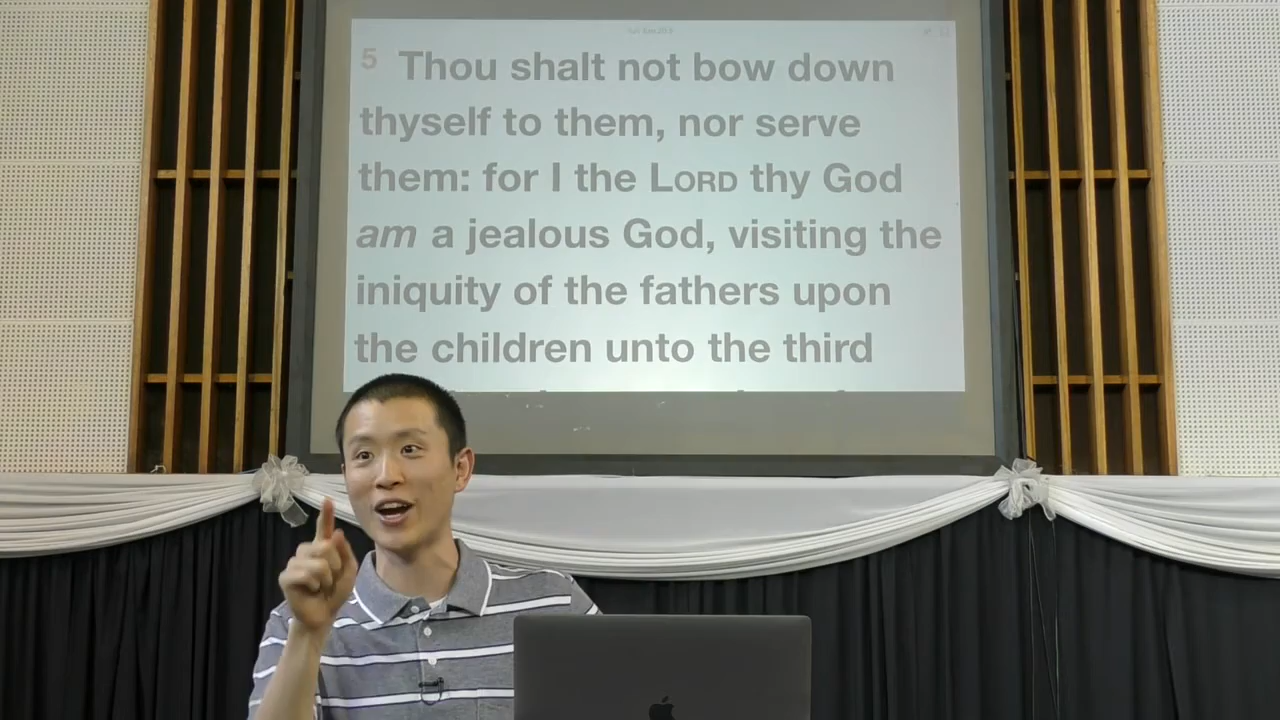 5 Thou shalt not bow down
thyself to them, nor serve
them: for I the LORD thy God
am a jealous God, visiting the
iniquity of the fathers upon
the children unto the third